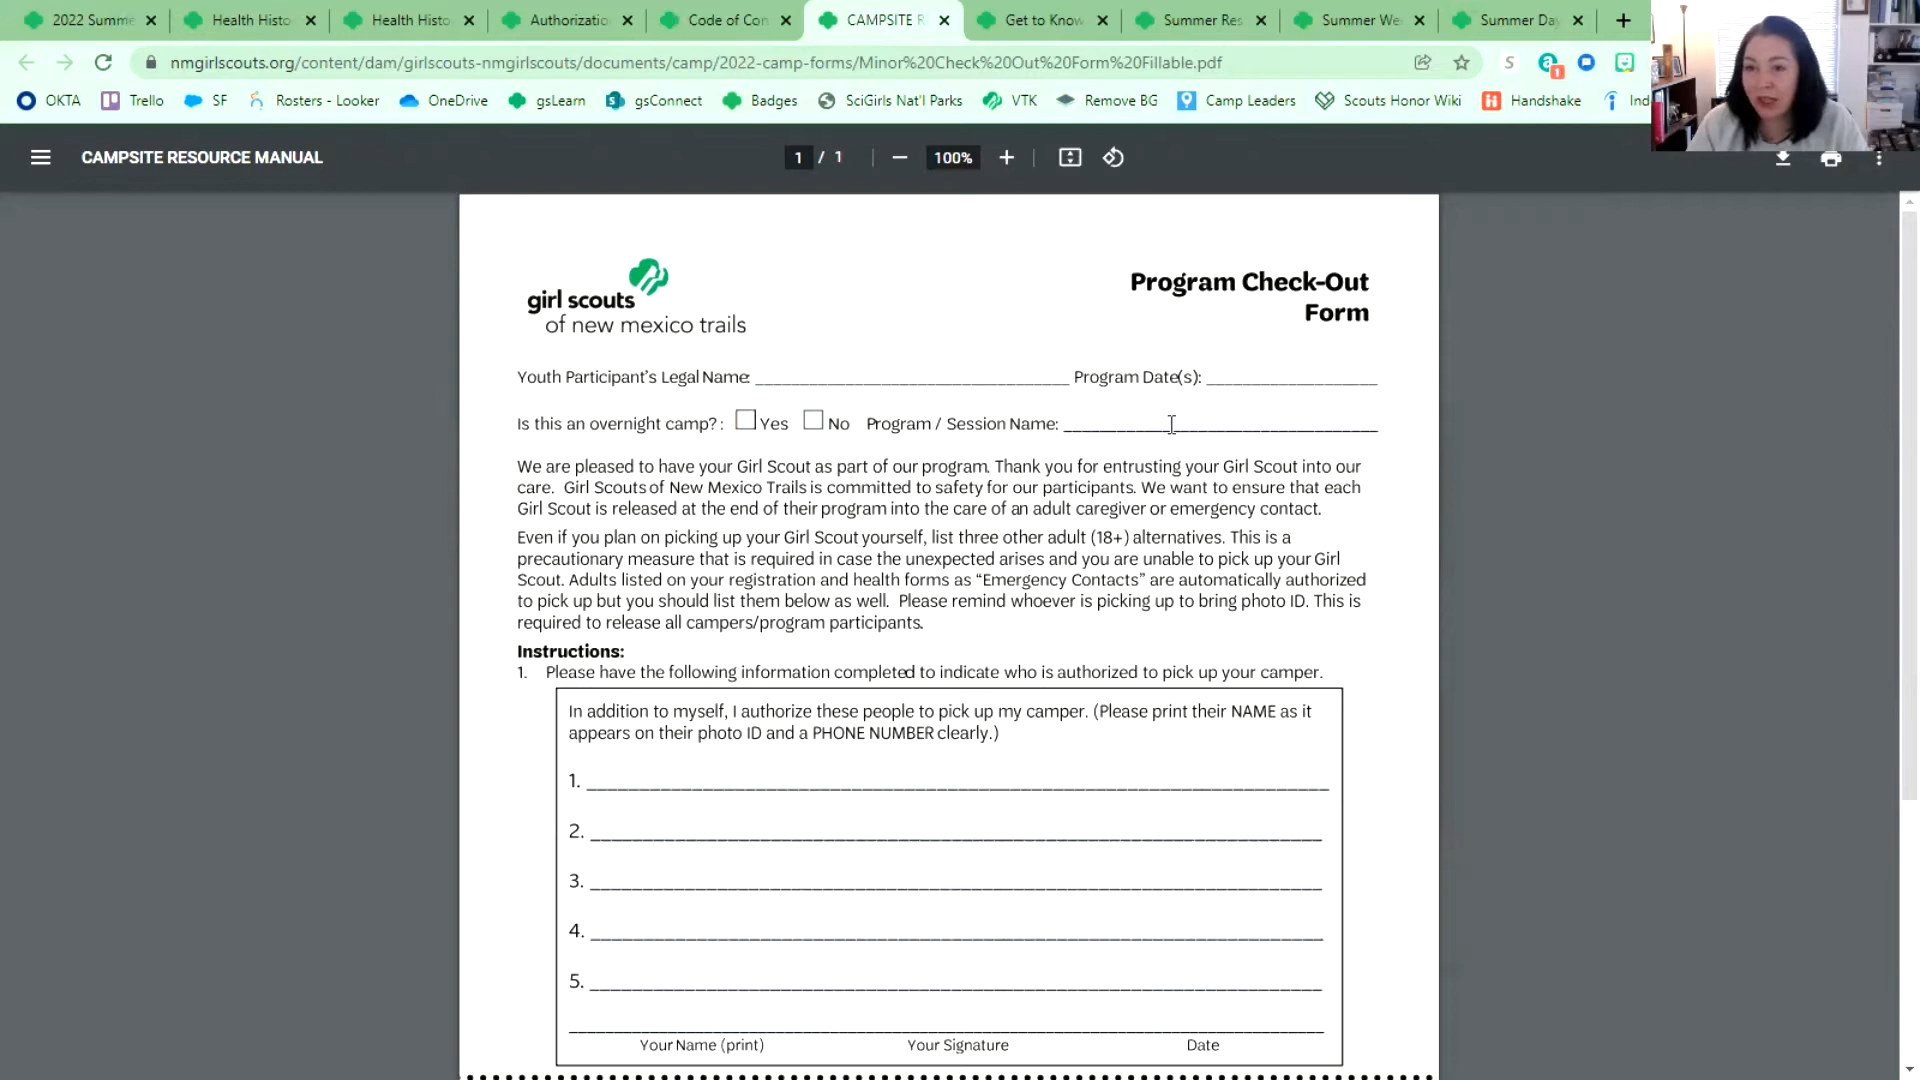 2022 Summe
Health Histo
Health Histo
Authorizatio
Code of Con
CAMPSITE R
Get to Know
Summer Res
Summer We
Summer Da
nmgirlscouts.org/content/dam/girlscouts-nmgirlscouts/documents/camp/2022-camp-forms/Minor%20Check%20Out%20Form%20Fillable.pdf
OKTA Trello SF Rosters - Looker OneDrive gsLearn gsConnect Badges SciGirls Nat'l Parks VTK Remove BG Camp Leaders Scouts Honor Wiki Handshake Ind
CAMPSITE RESOURCE MANUAL
1 / 1
100%
girl scouts
of new mexico trails
Program Check-Out
Form
Youth Participant's Legal Name: ____ Program Date(s): ____
Is this an overnight camp? : Yes No Program / Session Name: ____
We are pleased to have your Girl Scout as part of our program. Thank you for entrusting your Girl Scout into our
care. Girl Scouts of New Mexico Trails is committed to safety for our participants. We want to ensure that each
Girl Scout is released at the end of their program into the care of an adult caregiver or emergency contact.
Even if you plan on picking up your Girl Scout yourself, list three other adult (18+) alternatives. This is a
precautionary measure that is required in case the unexpected arises and you are unable to pick up your Girl
Scout. Adults listed on your registration and health forms as “Emergency Contacts” are automatically authorized
to pick up but you should list them below as well. Please remind whoever is picking up to bring photo ID. This is
required to release all campers/program participants.
Instructions:
1. Please have the following information completed to indicate who is authorized to pick up your camper.
In addition to myself, I authorize these people to pick up my camper. (Please print their NAME as it
appears on their photo ID and a PHONE NUMBER clearly.)
1. ____
2. ____
3. ____
4. ____
5. ____
Your Name (print) Your Signature Date